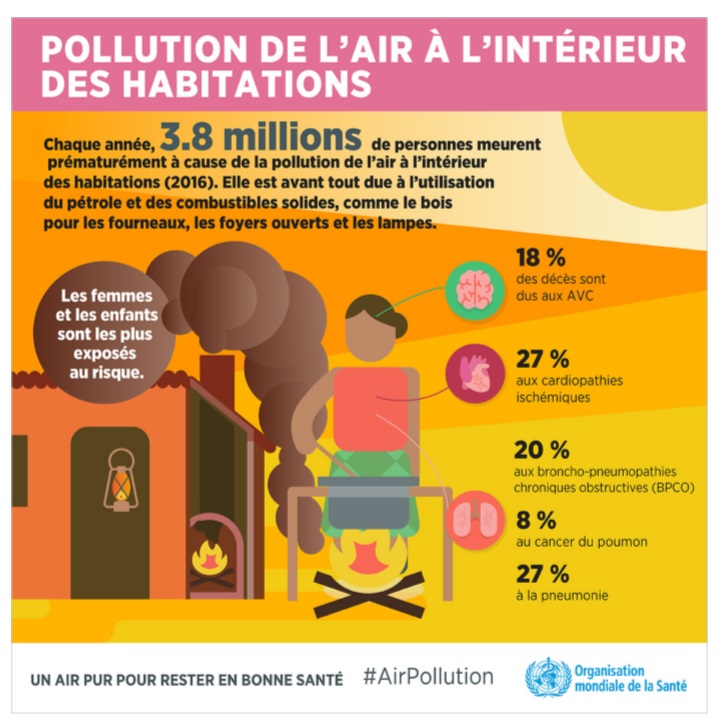 POLLUTION DE L'AIR À L'INTÉRIEUR
DES HABITATIONS
Chaque année, 3.8 millions de personnes meurent
prématurément à cause de la pollution de l'air à l'intérieur
des habitations (2016). Elle est avant tout due à l'utilisation
du pétrole et des combustibles solides, comme le bois
pour les fourneaux, les foyers ouverts et les lampes.
Les femmes
et les enfants
sont les plus
exposés
au risque.
18 %
des décès sont
dus aux AVC
27 %
aux cardiopathies
ischémiques
20 %
aux broncho-pneumopathies
chroniques obstructives (BPCO)
8 %
au cancer du poumon
27 %
à la pneumonie
UN AIR PUR POUR RESTER EN BONNE SANTÉ #AirPollution
Organisation
mondiale de la Santé